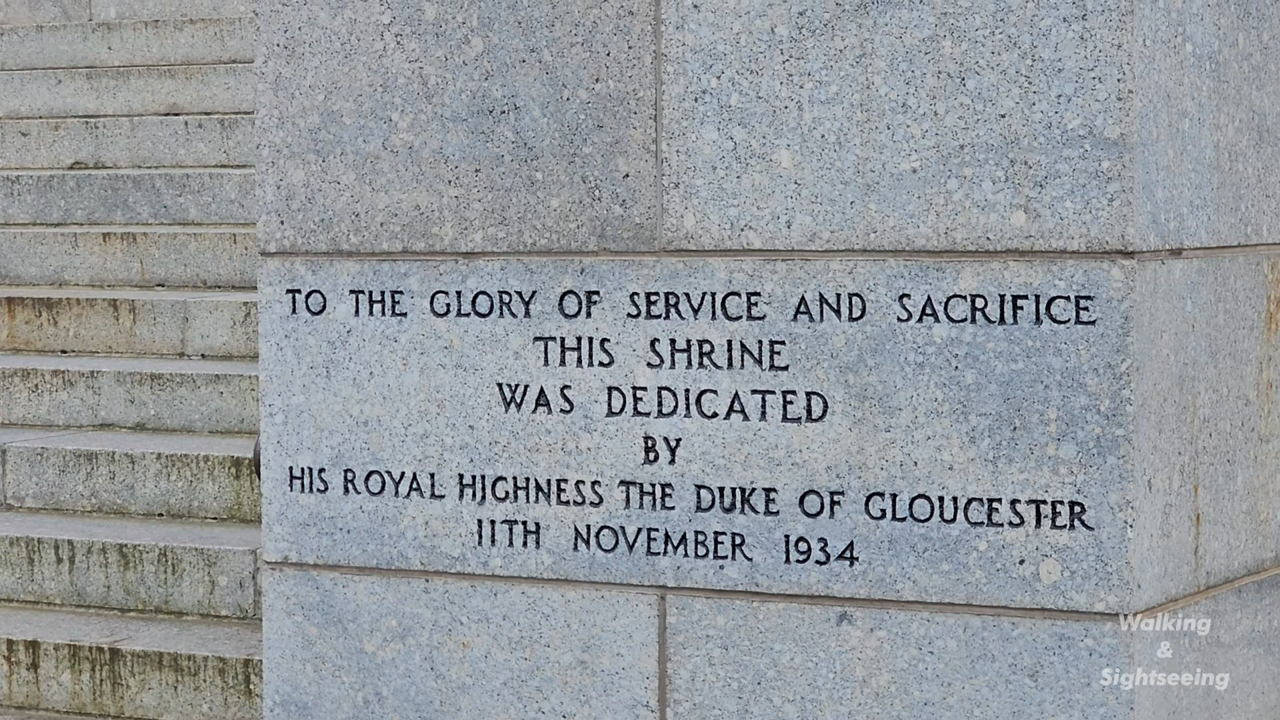 TO THE GLORY OF SERVICE AND SACRIFICE
THIS SHRINE
WAS DEDICATED
BY
HIS ROYAL HIGHNESS THE DUKE OF GLOUCESTER
11TH NOVEMBER 1934
Walking
&
Sightseeing